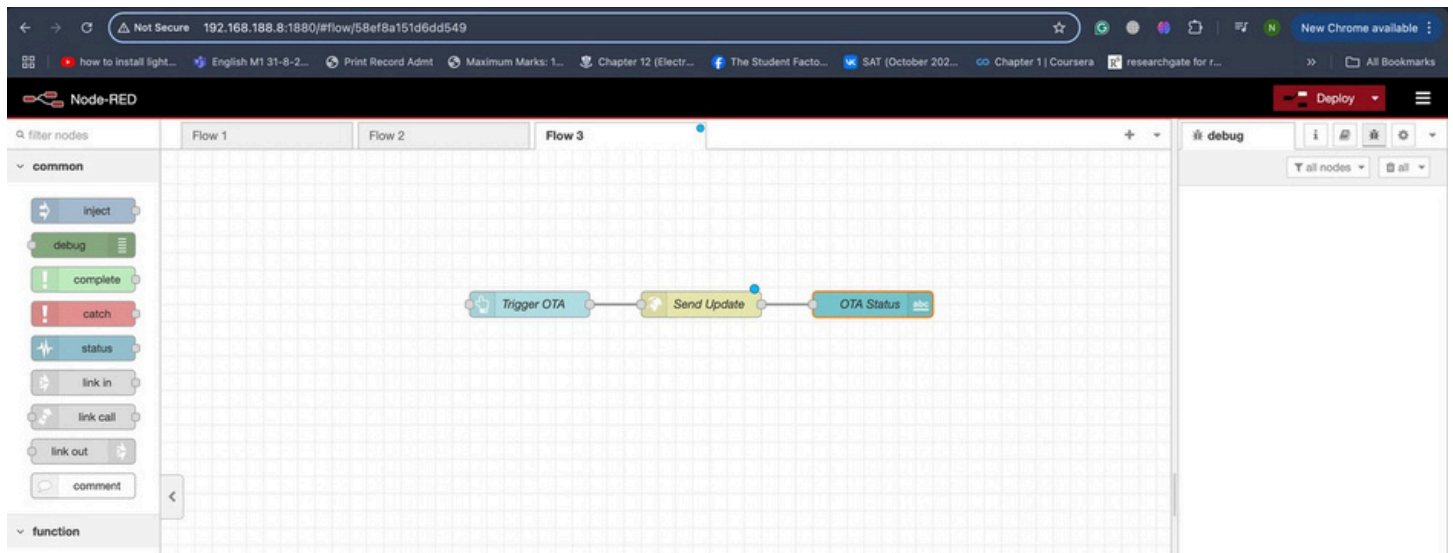 Not Secure 192.168.188.8:1880/#flow/58ef8a151d6dd549
N
New Chrome available
how to install light...
English M1 31-8-2...
Print Record Admt
Maximum Marks: 1...
Chapter 12 (Electr...
The Student Facto...
SAT (October 202...
Chapter 1 | Coursera
researchgate for r...
»
All Bookmarks
Node-RED
Deploy
filter nodes
Flow 1
Flow 2
Flow 3
debug
i
common
all nodes
all
inject
debug
complete
catch
status
link in
link call
link out
comment
function
Trigger OTA
Send Update
OTA Status
abc